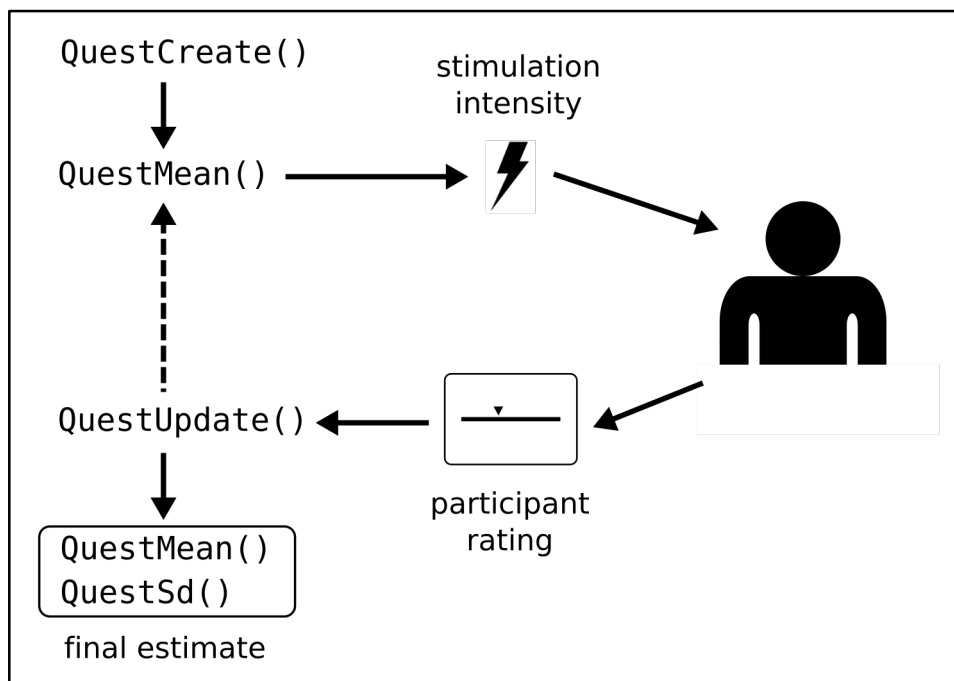 QuestCreate()
stimulation
intensity
QuestMean()
QuestUpdate()
participant
rating
QuestMean()
QuestSd()
final estimate